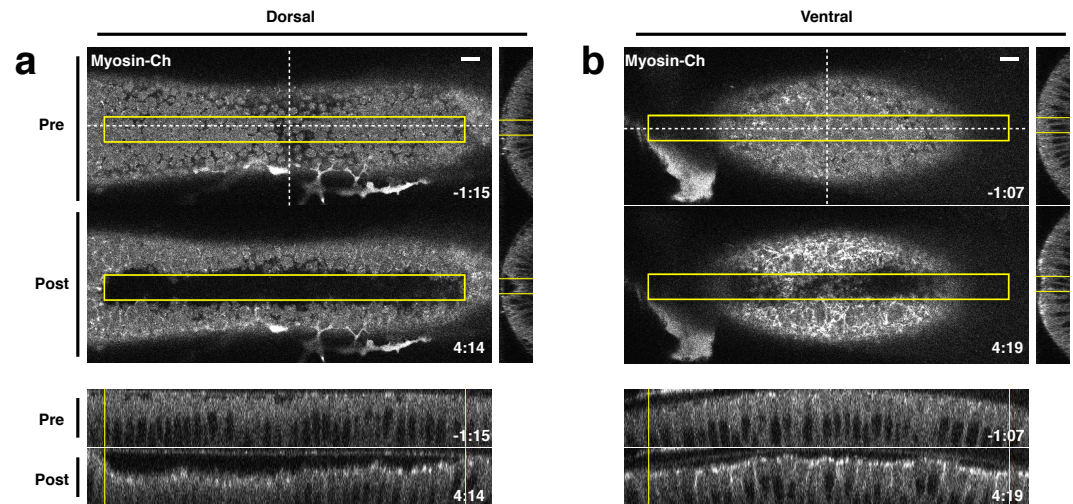 Dorsal
Ventral
a
b
Myosin-Ch
Myosin-Ch
Pre
-1:15
-1:07
Post
4:14
4:19
Pre
-1:15
-1:07
Post
4:14
4:19